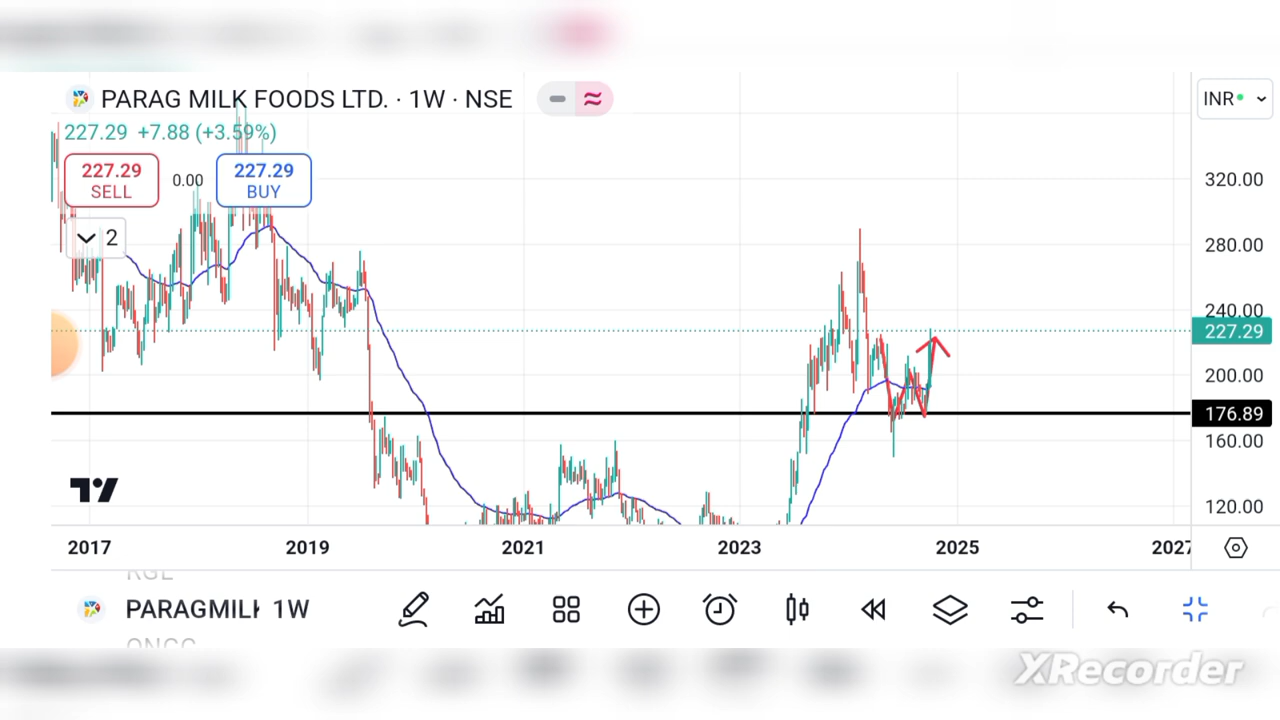 PARAG MILK FOODS LTD. · 1W · NSE
INR
227.29 +7.88 (+3.59%)
227.29
SELL
0.00
227.29
BUY
2
320.00
280.00
240.00
227.29
200.00
176.89
160.00
120.00
2017 2019 2021 2023 2025 2027
RGL
PARAGMILK 1W
ONGC
XRecorder